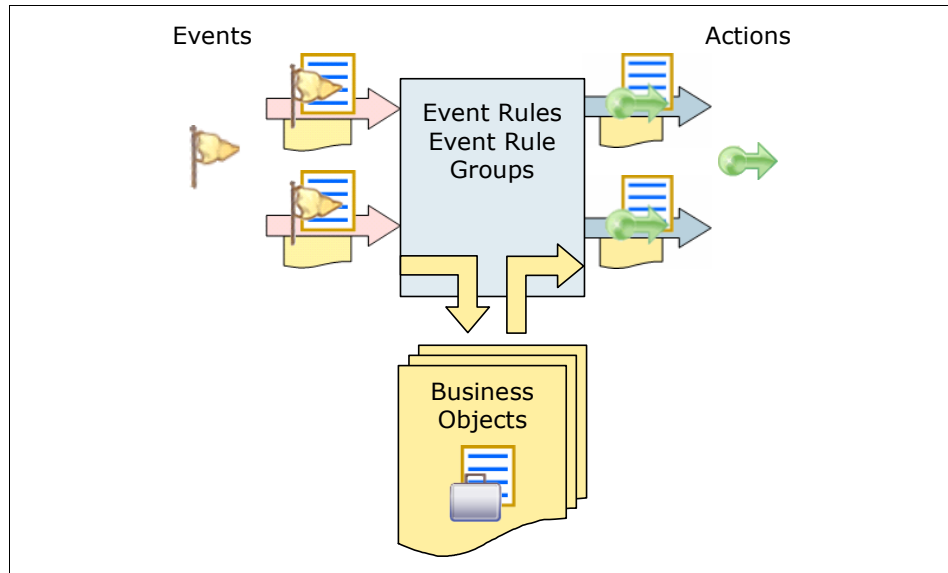 Events
Actions
Event Rules
Event Rule
Groups
Business
Objects